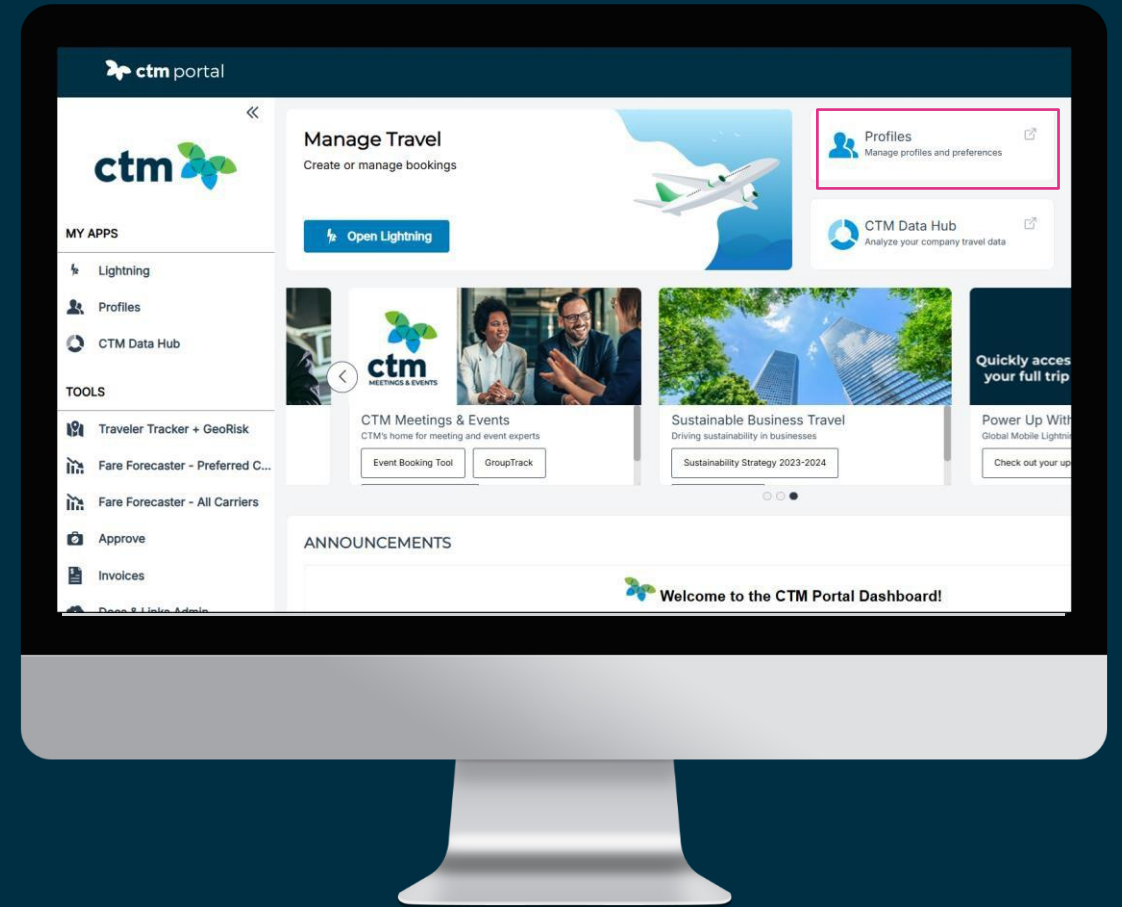 ctm portal
ctm
MY APPS
Lightning
Profiles
CTM Data Hub
TOOLS
Traveler Tracker + GeoRisk
Fare Forecaster - Preferred C...
Fare Forecaster - All Carriers
Approve
Invoices
Docs & Links Admin
Manage Travel
Create or manage bookings
Open Lightning
Profiles
Manage profiles and preferences
CTM Data Hub
Analyze your company travel data
ctm
MEETINGS & EVENTS
CTM Meetings & Events
CTM's home for meeting and event experts
Event Booking Tool
GroupTrack
Sustainable Business Travel
Driving sustainability in businesses
Sustainability Strategy 2023-2024
Quickly acces
your full trip
Power Up With
Global Mobile Lightni
Check out your up
ANNOUNCEMENTS
Welcome to the CTM Portal Dashboard!